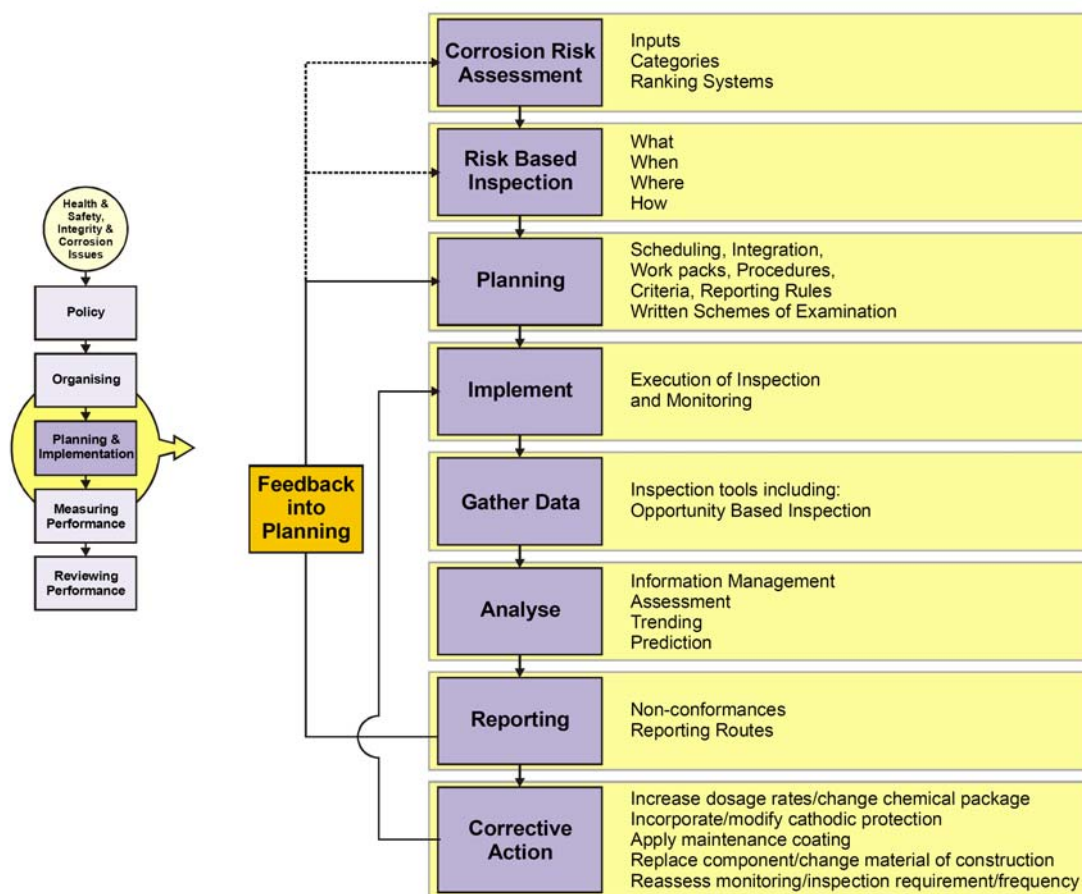 Health &
Safety,
Integrity &
Corrosion
Issues
Policy
Organising
Planning &
Implementation
Measuring
Performance
Reviewing
Performance
Feedback
into
Planning
Corrosion Risk
Assessment
Inputs
Categories
Ranking Systems
Risk Based
Inspection
What
When
Where
How
Planning
Scheduling, Integration,
Work packs, Procedures,
Criteria, Reporting Rules
Written Schemes of Examination
Implement
Execution of Inspection
and Monitoring
Gather Data
Inspection tools including:
Opportunity Based Inspection
Analyse
Information Management
Assessment
Trending
Prediction
Reporting
Non-conformances
Reporting Routes
Corrective
Action
Increase dosage rates/change chemical package
Incorporate/modify cathodic protection
Apply maintenance coating
Replace component/change material of construction
Reassess monitoring/inspection requirement/frequency